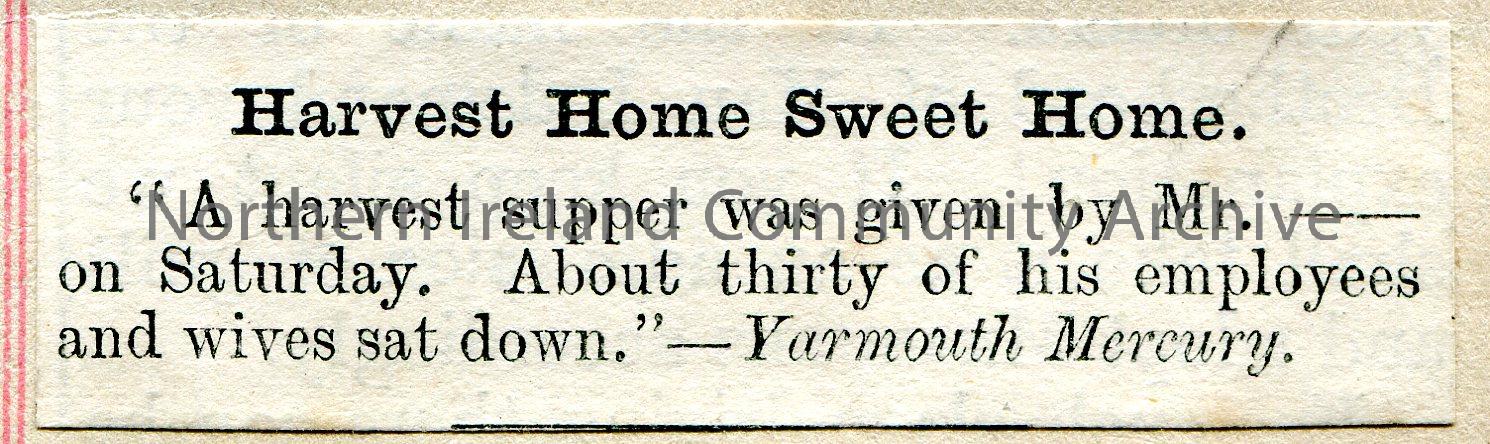 Harvest Home Sweet Home.
“A harvest supper was given by Mr. ——
Northern Ireland Community Archive
on Saturday. About thirty of his employees
and wives sat down.”—Yarmouth Mercury.